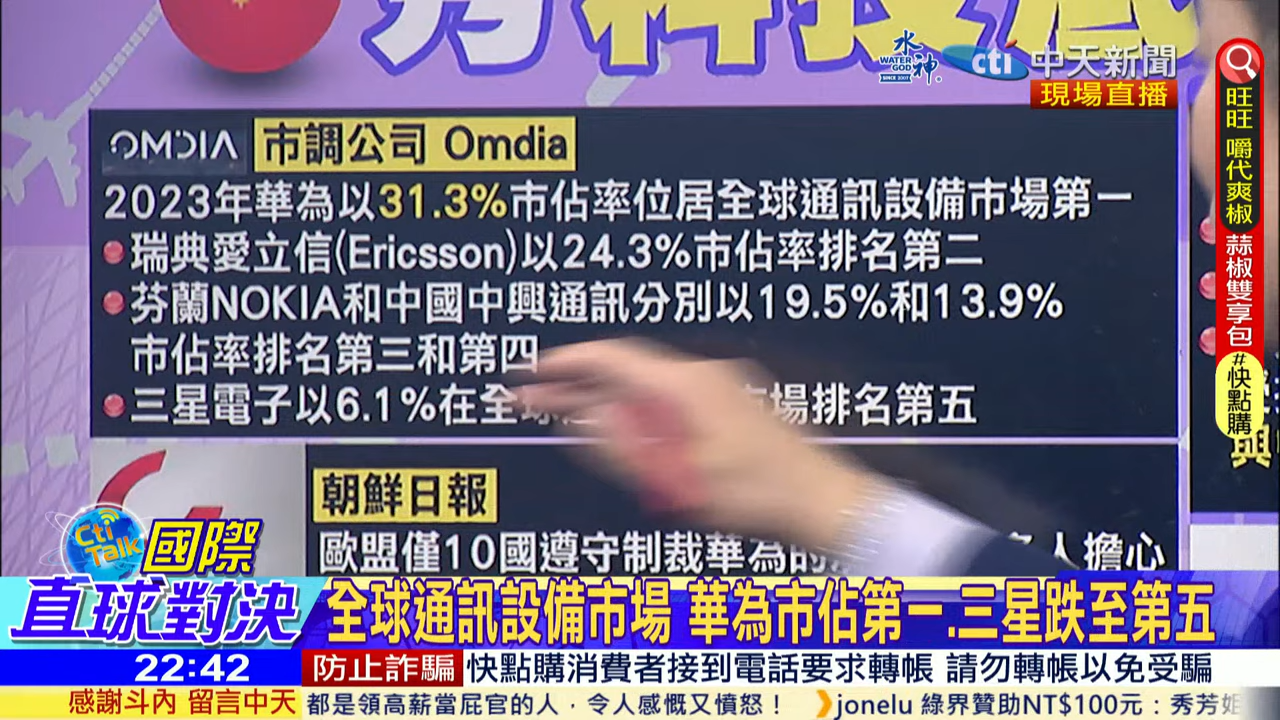 水神
WATER GOD
SINCE 2007
cti 中天新聞
現場直播
OMDIA 市調公司 Omdia
2023年華為以31.3%市佔率位居全球通訊設備市場第一
瑞典愛立信(Ericsson)以24.3%市佔率排名第二
芬蘭NOKIA和中國中興通訊分別以19.5%和13.9%
市佔率排名第三和第四
三星電子以6.1%在全球
市場排名第五
朝鮮日報
歐盟僅10國遵守制裁華為的
多人擔心
旺旺 嚼代爽椒 蒜椒雙享包
#快點購
Cti Talk 國際
直球對決
全球通訊設備市場 華為市佔第一.三星跌至第五
22:42 防止詐騙 快點購消費者接到電話要求轉帳 請勿轉帳以免受騙
感謝斗內 留言中天 都是領高薪當屁官的人，令人感慨又憤怒！ jonelu 綠界贊助NT$100元：秀芳姐